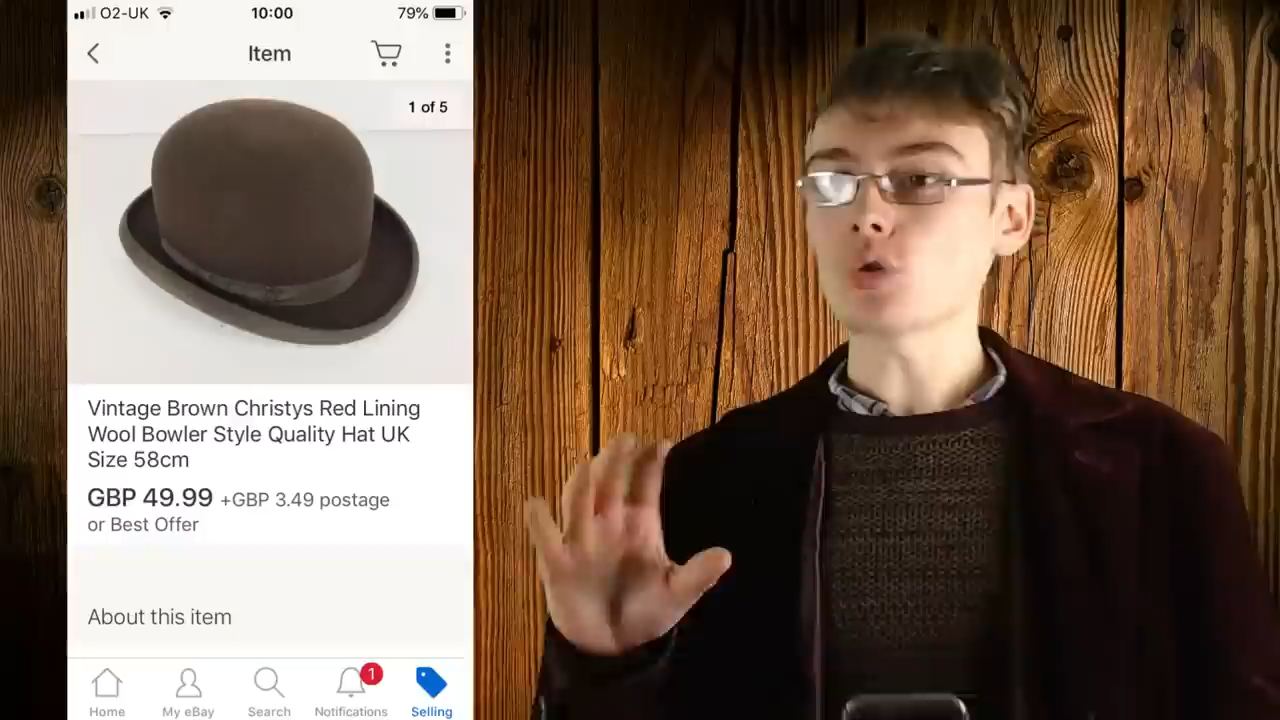 O2-UK 10:00 79%
Item
1 of 5
Vintage Brown Christys Red Lining
Wool Bowler Style Quality Hat UK
Size 58cm
GBP 49.99 +GBP 3.49 postage
or Best Offer
About this item
1
Home My eBay Search Notifications Selling